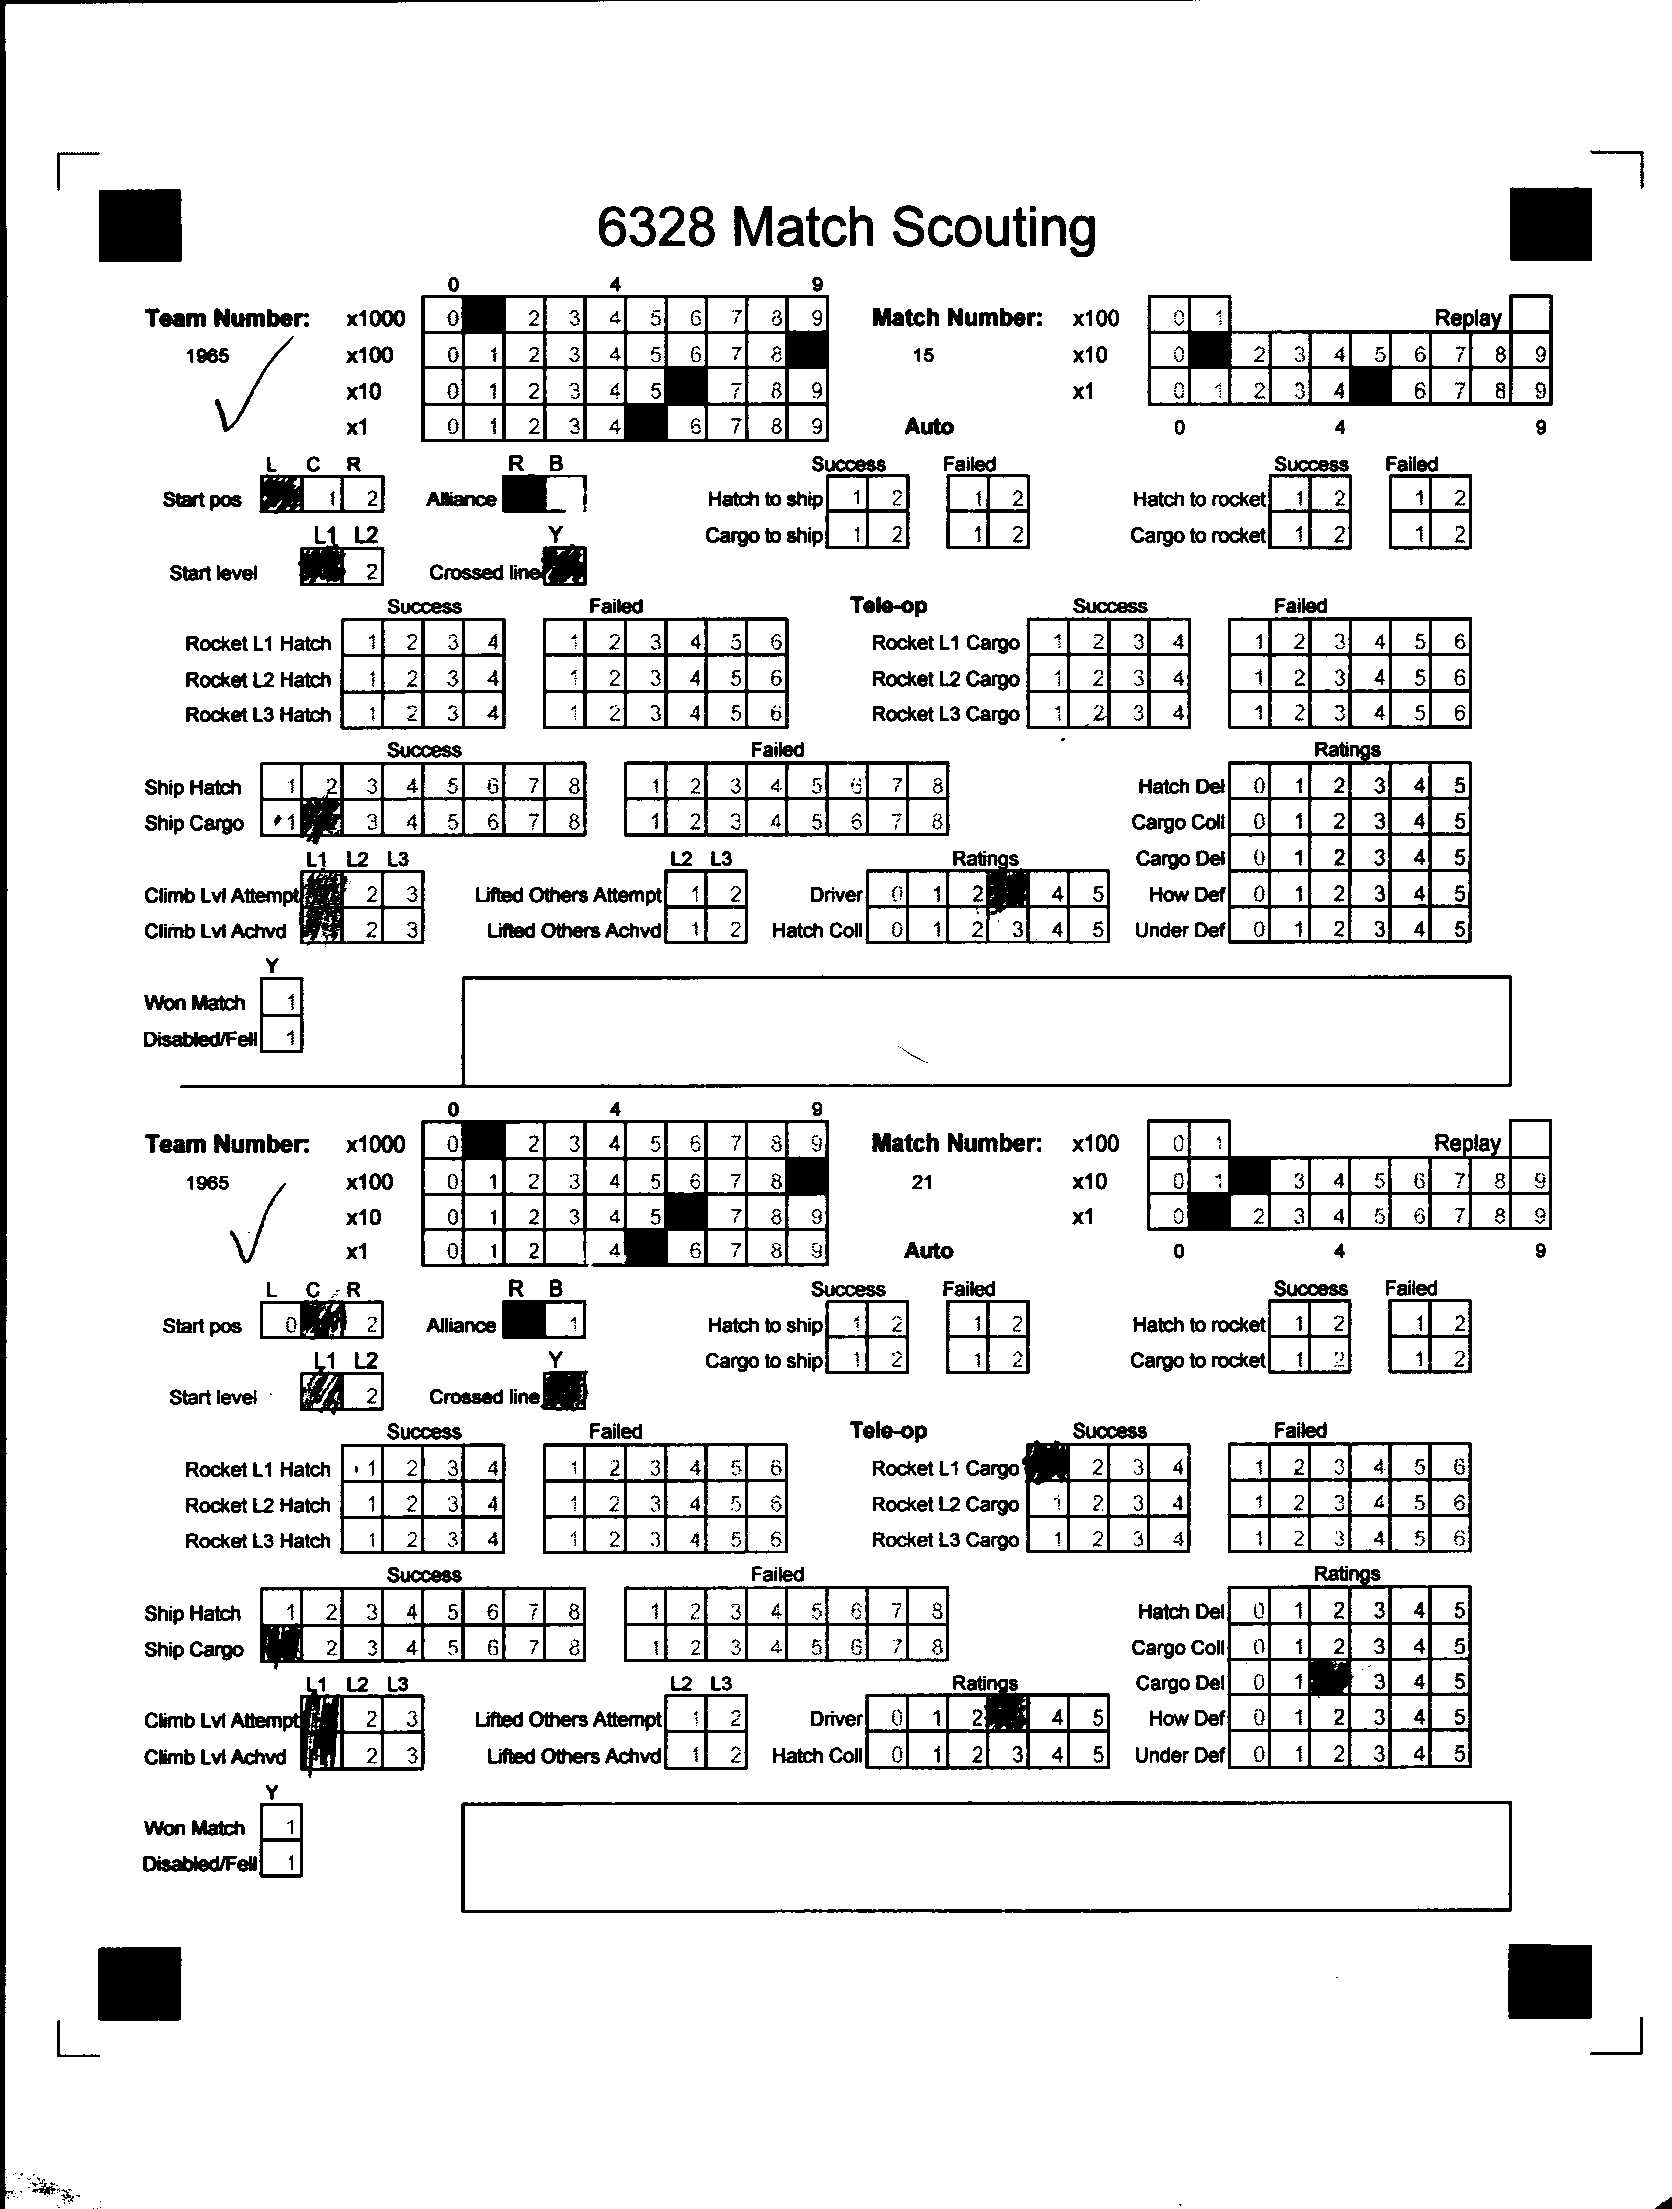 6328 Match Scouting
0 4 9
Team Number: x1000 0 2 3 4 5 6 7 8 9 Match Number: x100 0 1 Replay
1965 x100 0 1 2 3 4 5 6 7 8 15 x10 0 2 3 4 5 6 7 8 9
x10 0 1 2 3 4 5 7 8 9 x1 0 1 2 3 4 6 7 8 9
x1 0 1 2 3 4 6 7 8 9 Auto 0 4 9
L C R R B Success Failed Success Failed
Start pos 1 2 Alliance Hatch to ship 1 2 1 2 Hatch to rocket 1 2 1 2
L1 L2 Y Cargo to ship 1 2 1 2 Cargo to rocket 1 2 1 2
Start level 2 Crossed line
Success Failed Tele-op Success Failed
Rocket L1 Hatch 1 2 3 4 1 2 3 4 5 6 Rocket L1 Cargo 1 2 3 4 1 2 3 4 5 6
Rocket L2 Hatch 1 2 3 4 1 2 3 4 5 6 Rocket L2 Cargo 1 2 3 4 1 2 3 4 5 6
Rocket L3 Hatch 1 2 3 4 1 2 3 4 5 6 Rocket L3 Cargo 1 2 3 4 1 2 3 4 5 6
Success Failed Ratings
Ship Hatch 1 2 3 4 5 6 7 8 1 2 3 4 5 6 7 8 Hatch Del 0 1 2 3 4 5
Ship Cargo 1 3 4 5 6 7 8 1 2 3 4 5 6 7 8 Cargo Coll 0 1 2 3 4 5
L1 L2 L3 L2 L3 Ratings Cargo Del 0 1 2 3 4 5
Climb Lvl Attempt 2 3 Lifted Others Attempt 1 2 Driver 0 1 2 4 5 How Def 0 1 2 3 4 5
Climb Lvl Achvd 2 3 Lifted Others Achvd 1 2 Hatch Coll 0 1 2 3 4 5 Under Def 0 1 2 3 4 5
Y
Won Match 1
Disabled/Fell 1
0 4 9
Team Number: x1000 0 2 3 4 5 6 7 8 9 Match Number: x100 0 1 Replay
1965 x100 0 1 2 3 4 5 6 7 8 21 x10 0 1 3 4 5 6 7 8 9
x10 0 1 2 3 4 5 7 8 9 x1 0 2 3 4 5 6 7 8 9
x1 0 1 2 4 6 7 8 9 Auto 0 4 9
L C R R B Success Failed Success Failed
Start pos 0 2 Alliance 1 Hatch to ship 1 2 1 2 Hatch to rocket 1 2 1 2
L1 L2 Y Cargo to ship 1 2 1 2 Cargo to rocket 1 2 1 2
Start level 2 Crossed line
Success Failed Tele-op Success Failed
Rocket L1 Hatch 1 2 3 4 1 2 3 4 5 6 Rocket L1 Cargo 2 3 4 1 2 3 4 5 6
Rocket L2 Hatch 1 2 3 4 1 2 3 4 5 6 Rocket L2 Cargo 1 2 3 4 1 2 3 4 5 6
Rocket L3 Hatch 1 2 3 4 1 2 3 4 5 6 Rocket L3 Cargo 1 2 3 4 1 2 3 4 5 6
Success Failed Ratings
Ship Hatch 1 2 3 4 5 6 7 8 1 2 3 4 5 6 7 8 Hatch Del 0 1 2 3 4 5
Ship Cargo 2 3 4 5 6 7 8 1 2 3 4 5 6 7 8 Cargo Coll 0 1 2 3 4 5
L1 L2 L3 L2 L3 Ratings Cargo Del 0 1 3 4 5
Climb Lvl Attempt 2 3 Lifted Others Attempt 1 2 Driver 0 1 2 4 5 How Def 0 1 2 3 4 5
Climb Lvl Achvd 2 3 Lifted Others Achvd 1 2 Hatch Coll 0 1 2 3 4 5 Under Def 0 1 2 3 4 5
Y
Won Match 1
Disabled/Fell 1